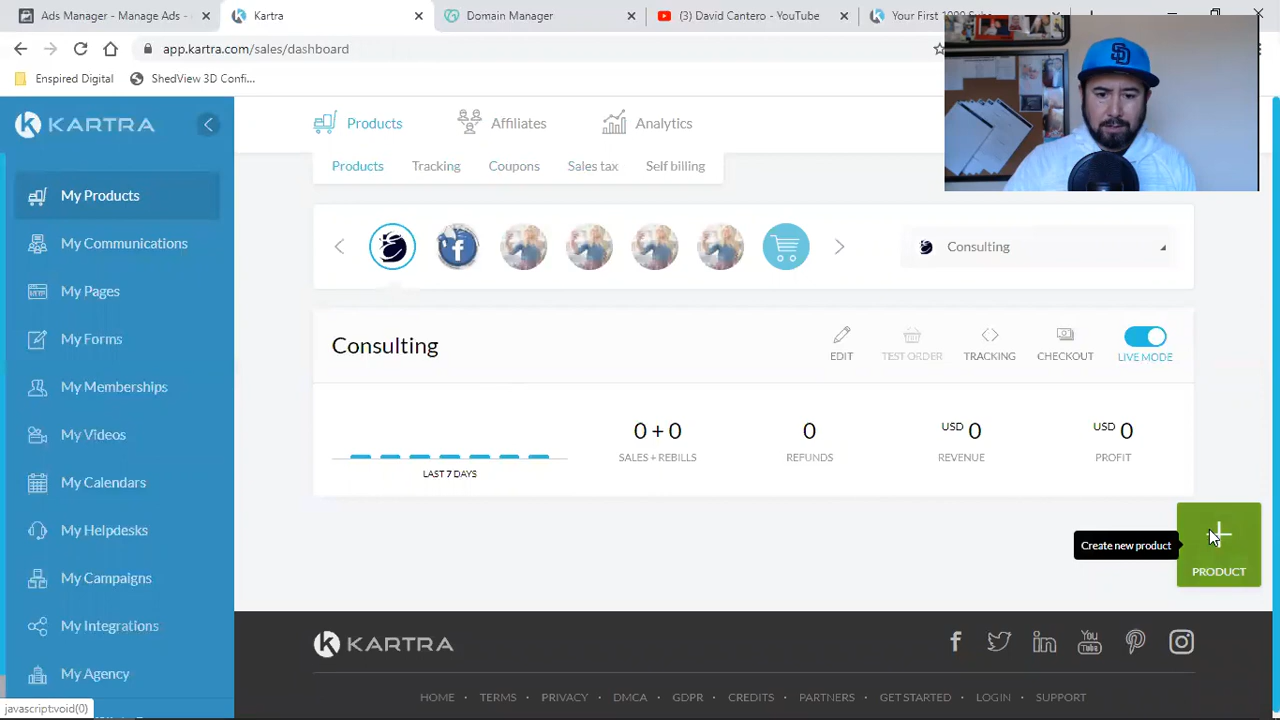 Ads Manager - Manage Ads -
Kartra
Domain Manager
(3) David Cantero - YouTube
app.kartra.com/sales/dashboard
Enspired Digital
ShedView 3D Confi...
KARTRA
Products
Affiliates
Analytics
Products
Tracking
Coupons
Sales tax
Self billing
SD
My Products
My Communications
My Pages
My Forms
My Memberships
My Videos
My Calendars
My Helpdesks
My Campaigns
My Integrations
My Agency
Consulting
Consulting
EDIT
TEST ORDER
TRACKING
CHECKOUT
LIVE MODE
LAST 7 DAYS
0 + 0
SALES + REBILLS
0
REFUNDS
USD 0
REVENUE
USD 0
PROFIT
Create new product
PRODUCT
KARTRA
You Tube
HOME
TERMS
PRIVACY
DMCA
GDPR
CREDITS
PARTNERS
GET STARTED
LOGIN
SUPPORT
javascript:void(0)